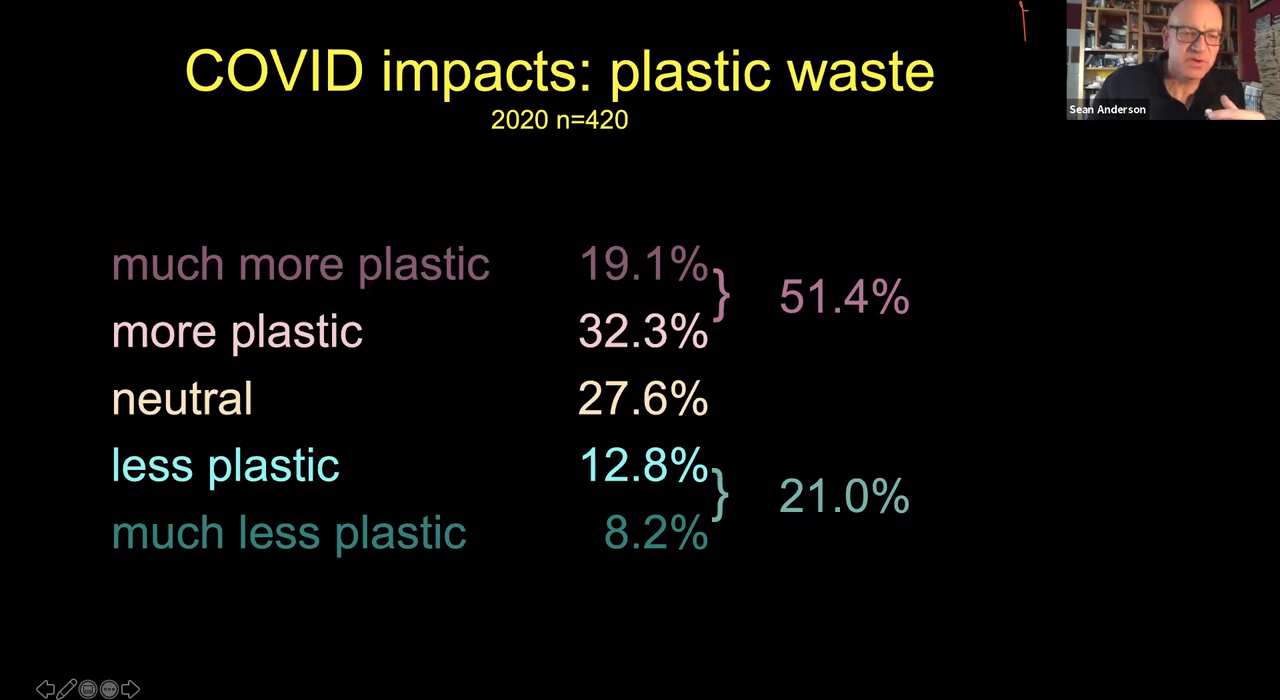 COVID impacts: plastic waste
2020 n=420
Sean Anderson
much more plastic 19.1%
} 51.4%
more plastic 32.3%
neutral 27.6%
less plastic 12.8%
} 21.0%
much less plastic 8.2%